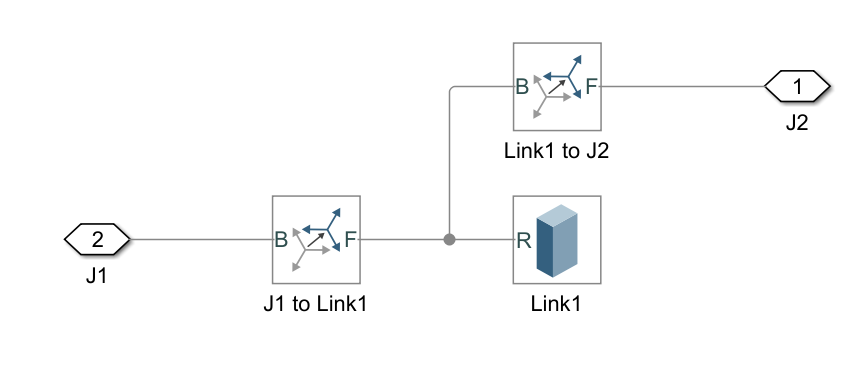 B F
Link1 to J2
1
J2
2
J1
B F
J1 to Link1
R
Link1